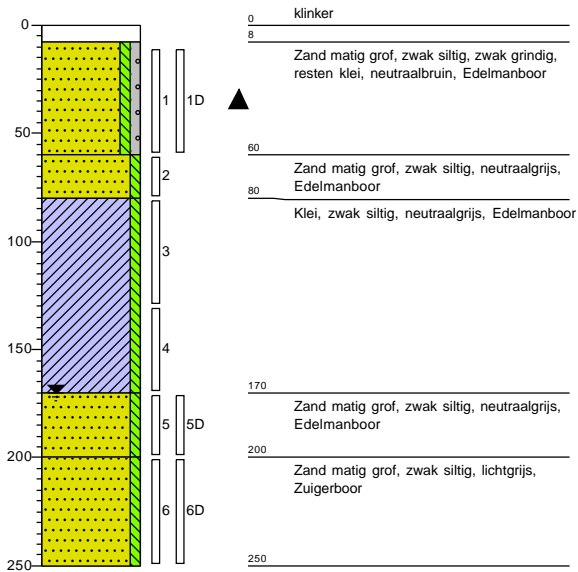 0
klinker
0
8
Zand matig grof, zwak siltig, zwak grindig,
resten klei, neutraalbruin, Edelmanboor
1
1D
50
60
Zand matig grof, zwak siltig, neutraalgrijs,
Edelmanboor
2
80
Klei, zwak siltig, neutraalgrijs, Edelmanboor
100
3
150
4
170
Zand matig grof, zwak siltig, neutraalgrijs,
Edelmanboor
5
5D
200
200
Zand matig grof, zwak siltig, lichtgrijs,
Zuigerboor
6
6D
250
250